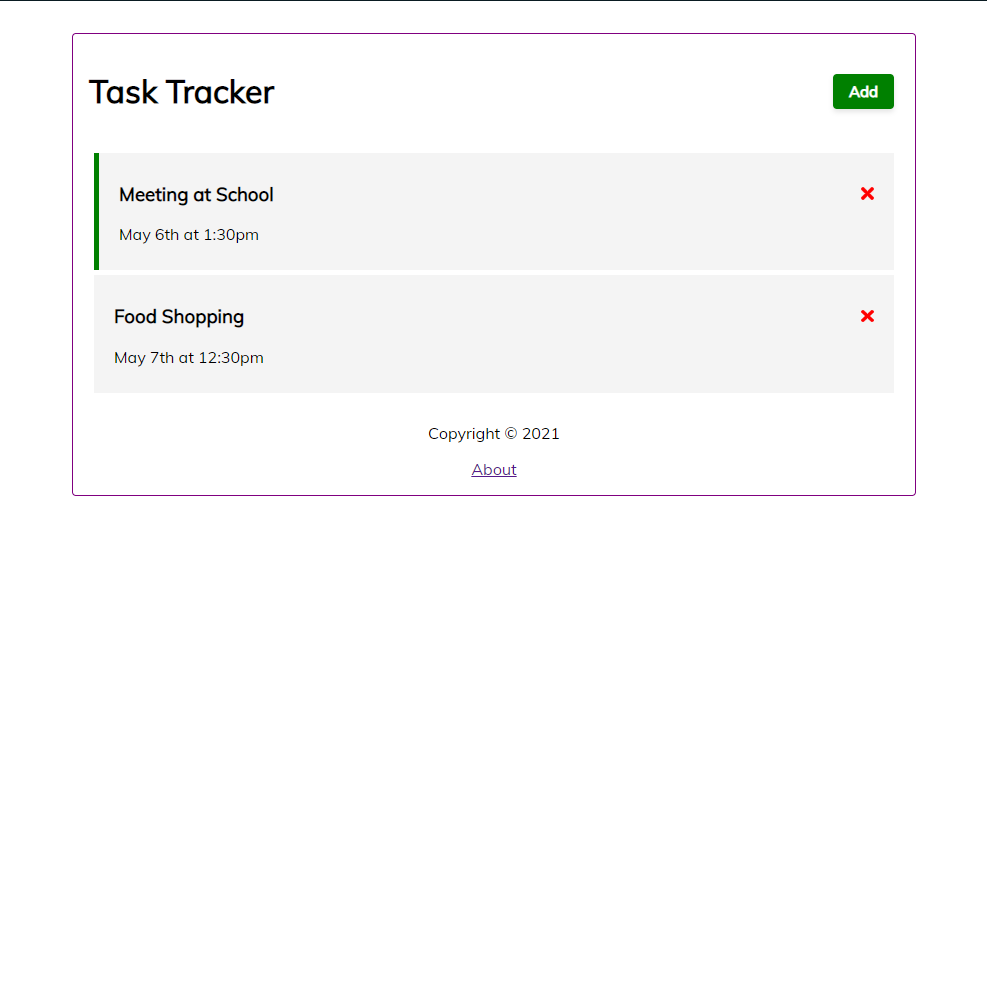 Task Tracker
Add
Meeting at School
May 6th at 1:30pm
Food Shopping
May 7th at 12:30pm
Copyright © 2021
About